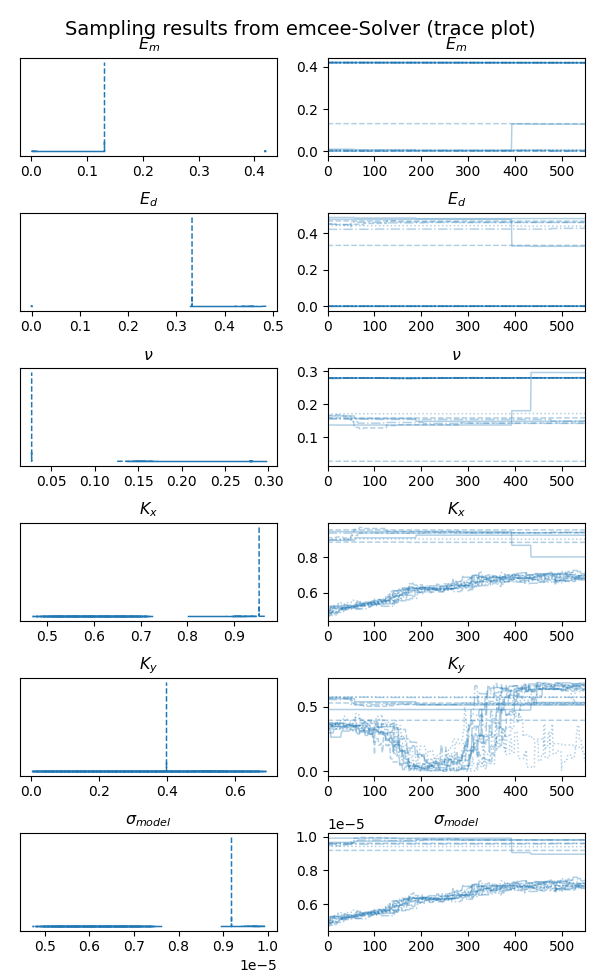 Sampling results from emcee-Solver (trace plot)
E_m E_m
0.4
0.2
0.0
0.0 0.1 0.2 0.3 0.4 0 100 200 300 400 500
E_d E_d
0.4
0.2
0.0
0.0 0.1 0.2 0.3 0.4 0.5 0 100 200 300 400 500
ν ν
0.3
0.2
0.1
0.05 0.10 0.15 0.20 0.25 0.30 0 100 200 300 400 500
K_x K_x
0.8
0.6
0.5 0.6 0.7 0.8 0.9 0 100 200 300 400 500
K_y K_y
0.5
0.0
0.0 0.2 0.4 0.6 0 100 200 300 400 500
σ_model 1e−5 σ_model
1.0
0.8
0.6
0.5 0.6 0.7 0.8 0.9 1.0 0 100 200 300 400 500
1e−5